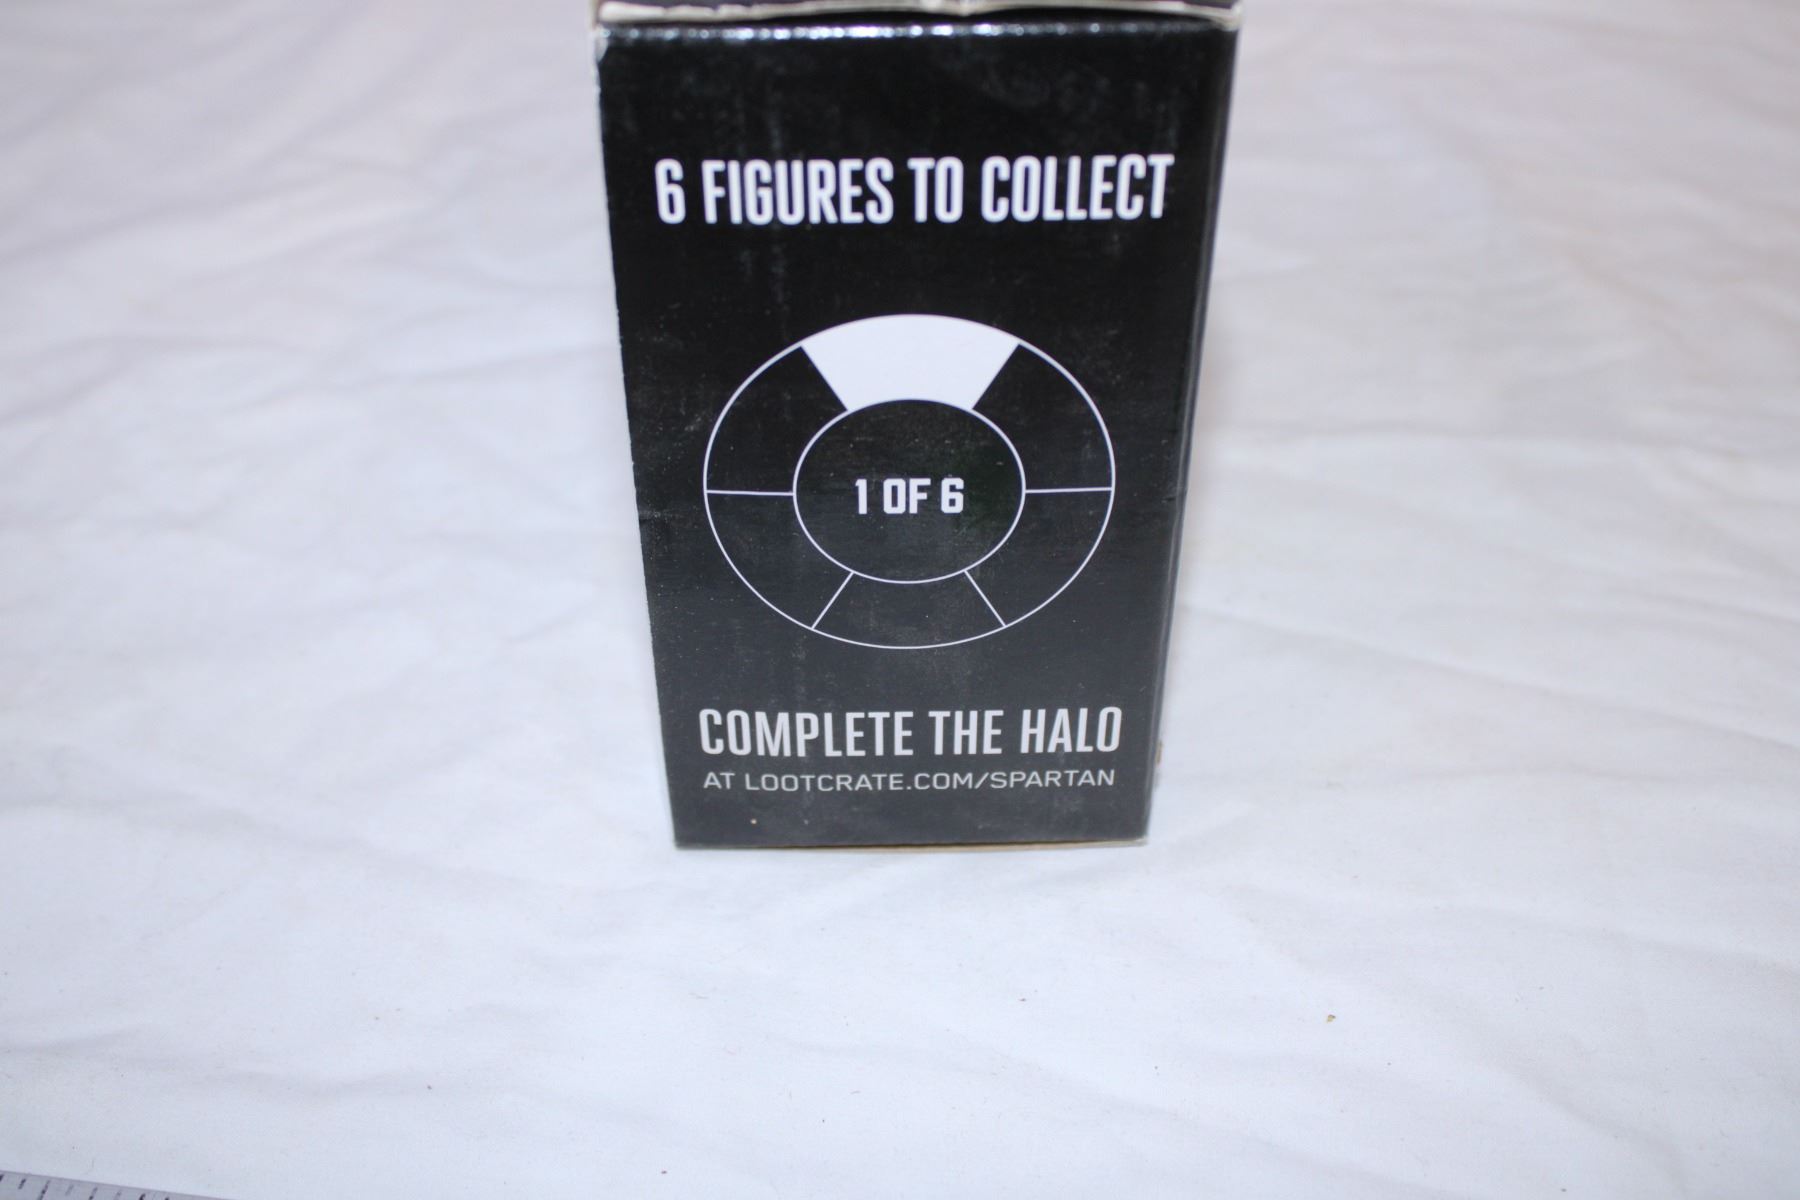 6 FIGURES TO COLLECT
1 OF 6
COMPLETE THE HALO
AT LOOTCRATE.COM/SPARTAN